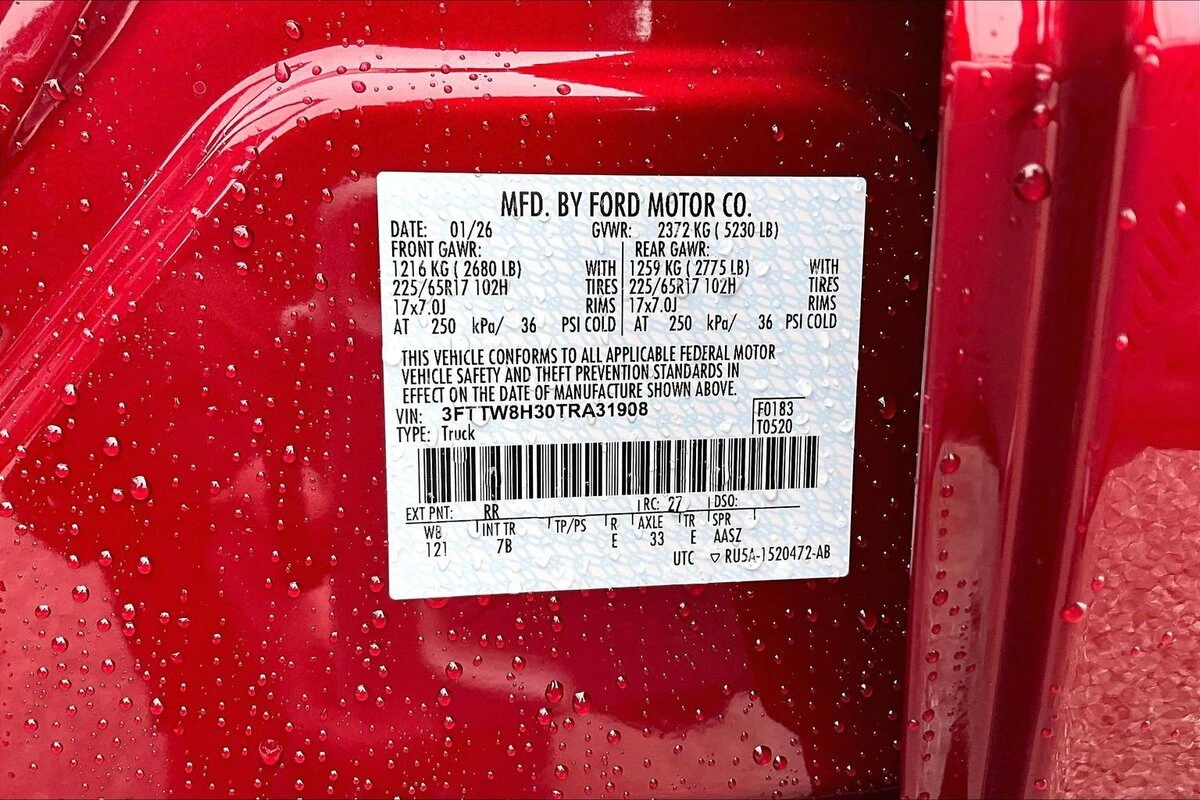 MFD. BY FORD MOTOR CO.
DATE: 01/26 GVWR: 2372 KG ( 5230 LB)
FRONT GAWR: REAR GAWR:
1216 KG ( 2680 LB) WITH 1259 KG ( 2775 LB) WITH
225/65R17 102H TIRES 225/65R17 102H TIRES
17x7.0J RIMS 17x7.0J RIMS
AT 250 kPa/ 36 PSI COLD AT 250 kPa/ 36 PSI COLD
THIS VEHICLE CONFORMS TO ALL APPLICABLE FEDERAL MOTOR
VEHICLE SAFETY AND THEFT PREVENTION STANDARDS IN
EFFECT ON THE DATE OF MANUFACTURE SHOWN ABOVE.
VIN: 3FTTW8H30TRA31908 F0183
TYPE: Truck T0520
EXT PNT: RR RC: 27 DSO:
WB INT TR TP/PS R AXLE TR SPR
121 7B E 33 E AASZ
UTC ▽ RU5A-1520472-AB